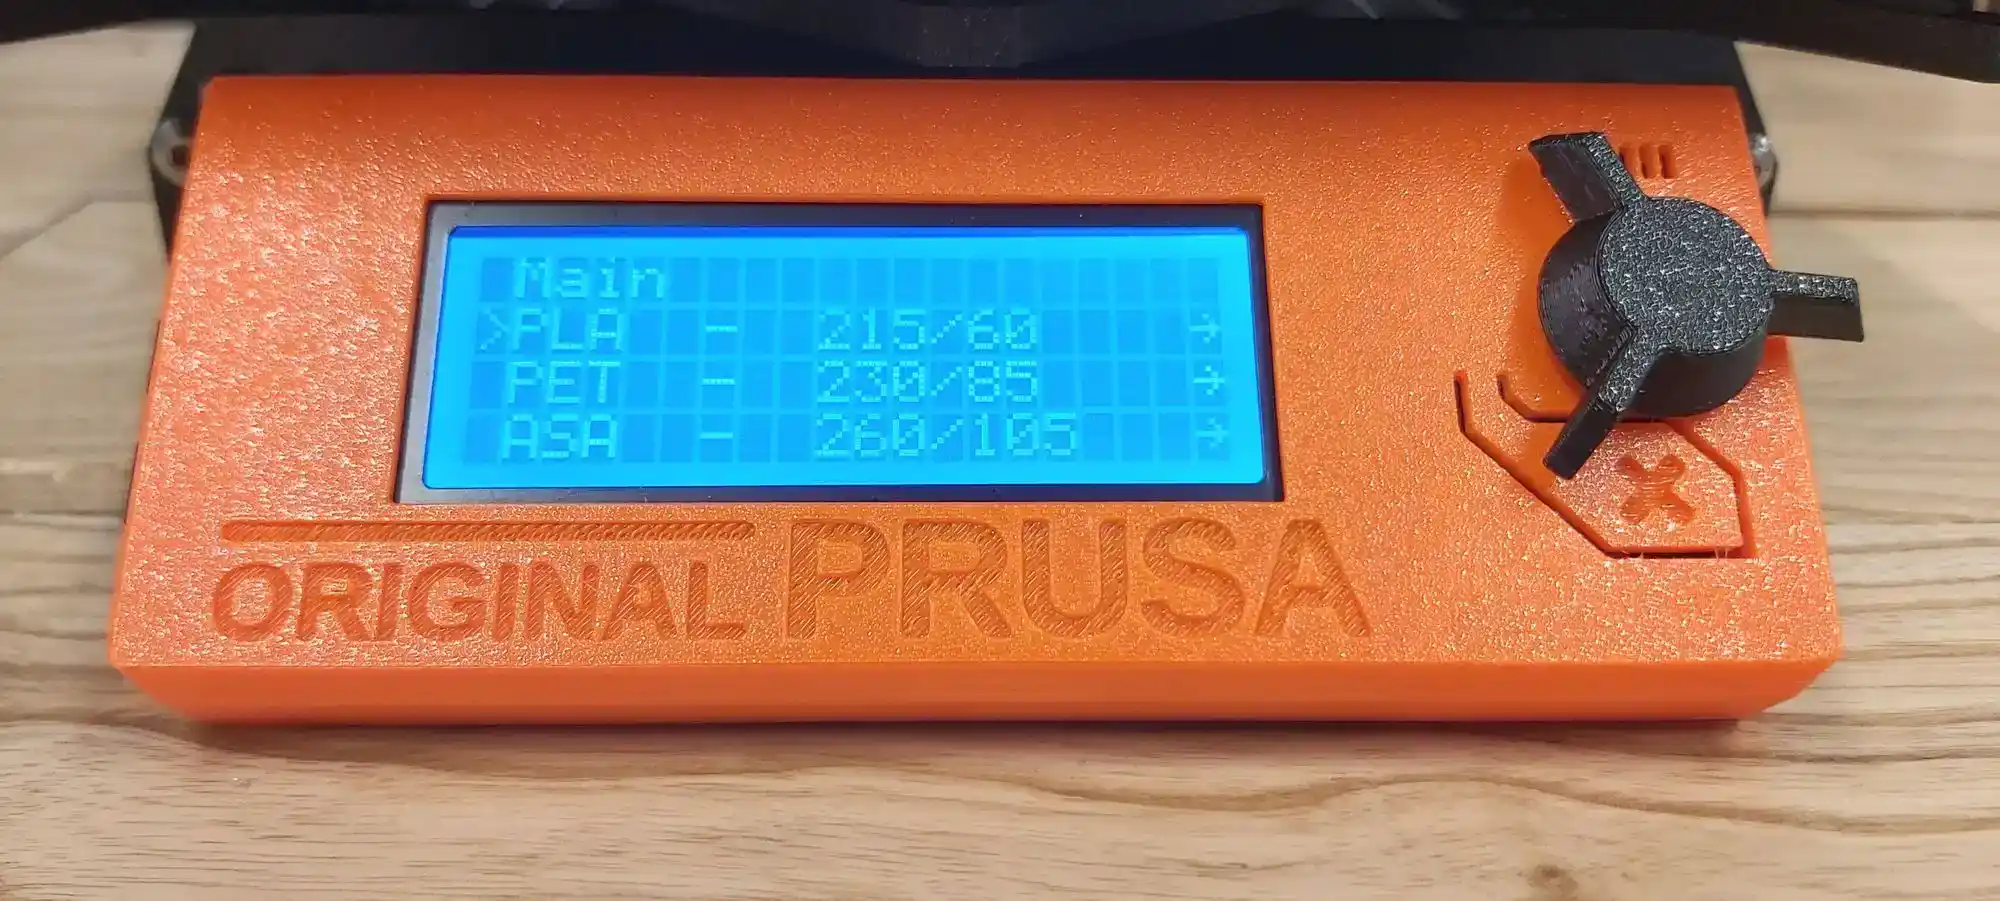 Main
>PLA - 215/60 →
PET - 230/85 →
ASA - 260/105 →
ORIGINAL PRUSA